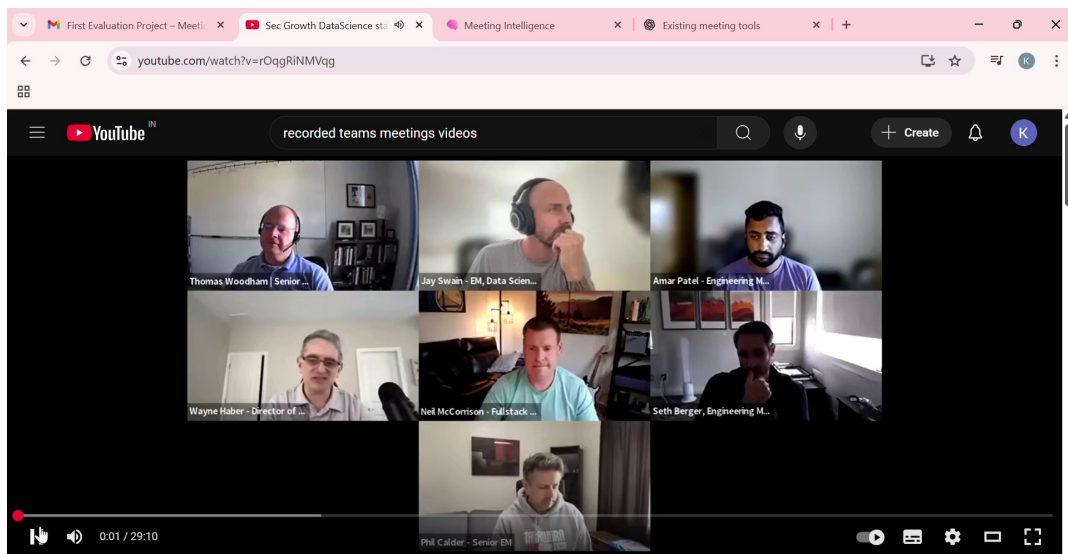 First Evaluation Project – Meetin
Sec Growth DataScience sta
Meeting Intelligence
Existing meeting tools
youtube.com/watch?v=rOqgRiNMVqg
K
YouTube IN
recorded teams meetings videos
Create
K
Thomas Woodham | Senior ...
Jay Swain - EM, Data Scien...
Amar Patel - Engineering M...
Wayne Haber - Director of ...
Neil McCorrison - Fullstack ...
Seth Berger, Engineering M...
Phil Calder - Senior EM
0:01 / 29:10